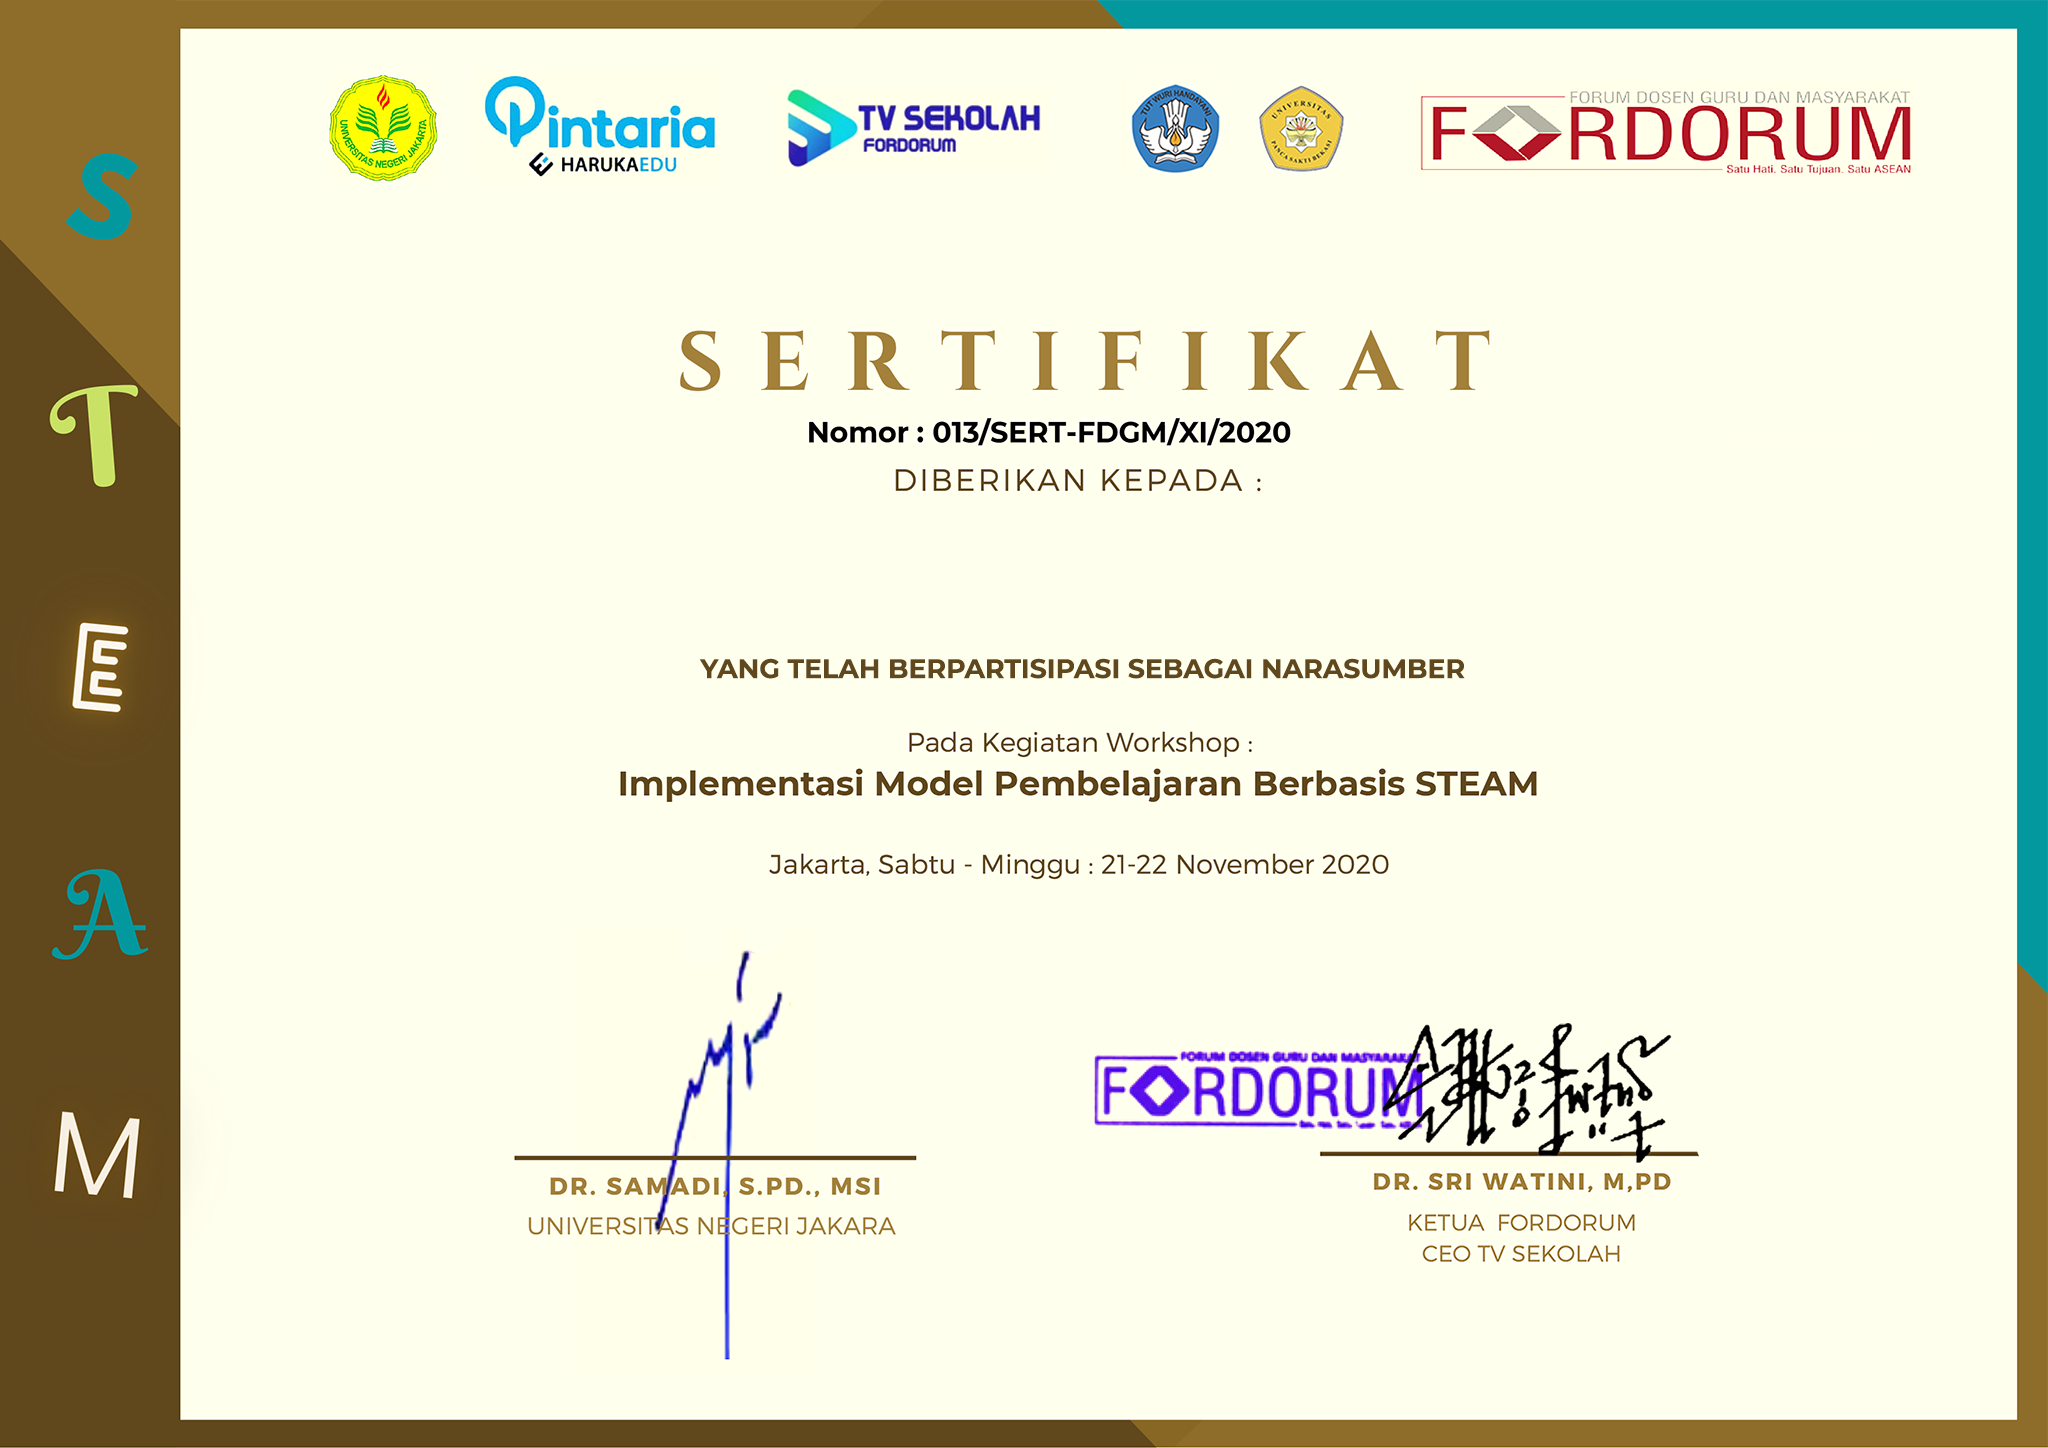 S
T
E
A
M
UNIVERSITAS NEGERI JAKARTA
Pintaria
HARUKAEDU
TV SEKOLAH
FORDORUM
TUT WURI HANDAYANI
UNIVERSITAS
PANCA SAKTI BEKASI
FORUM DOSEN GURU DAN MASYARAKAT
FORDORUM
Satu Hati. Satu Tujuan. Satu ASEAN
SERTIFIKAT
Nomor : 013/SERT-FDGM/XI/2020
DIBERIKAN KEPADA :
YANG TELAH BERPARTISIPASI SEBAGAI NARASUMBER
Pada Kegiatan Workshop :
Implementasi Model Pembelajaran Berbasis STEAM
Jakarta, Sabtu - Minggu : 21-22 November 2020
FORUM DOSEN GURU DAN MASYARAKAT
FORDORUM
DR. SAMADI, S.PD., MSI
UNIVERSITAS NEGERI JAKARA
DR. SRI WATINI, M,PD
KETUA FORDORUM
CEO TV SEKOLAH